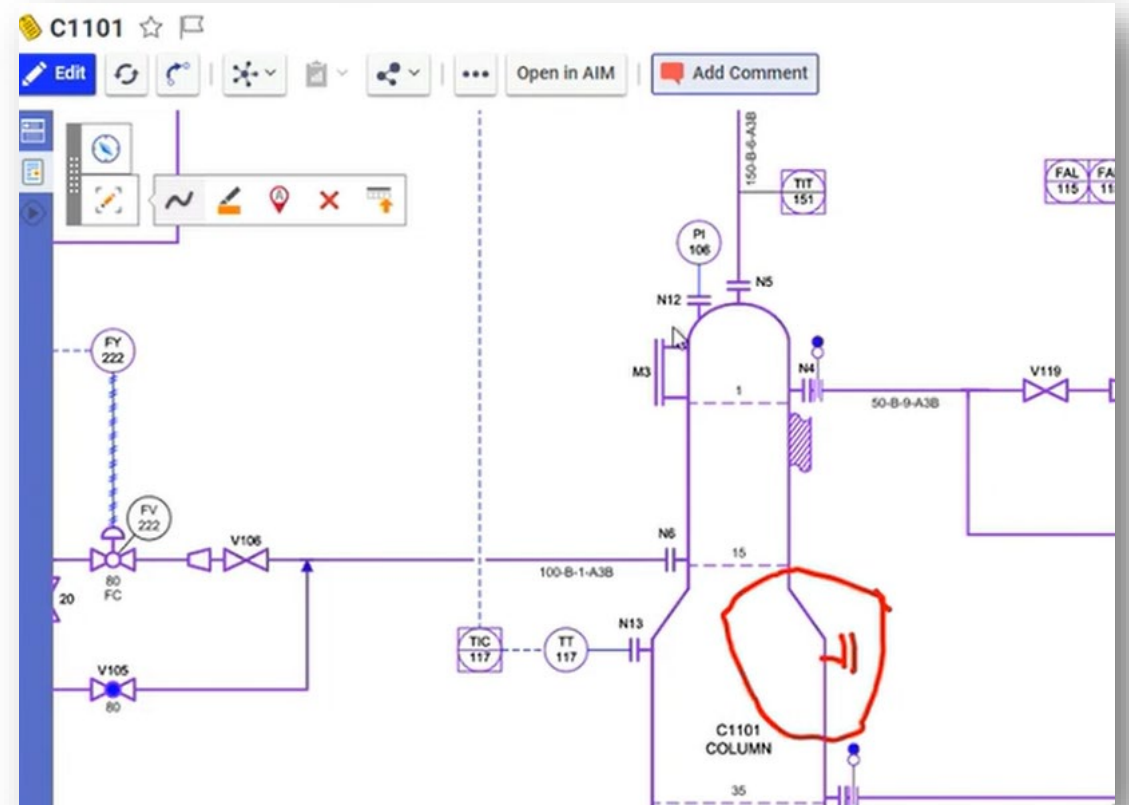 C1101
Edit
Open in AIM
Add Comment
150-B-6-A3B
TIT
151
FAL
115
PI
106
N5
N12
FY
222
M3
N4
V119
1
50-B-9-A3B
FV
222
V106
N6
15
100-B-1-A3B
80
FC
20
N13
TIC
117
TT
117
V105
80
C1101
COLUMN
35